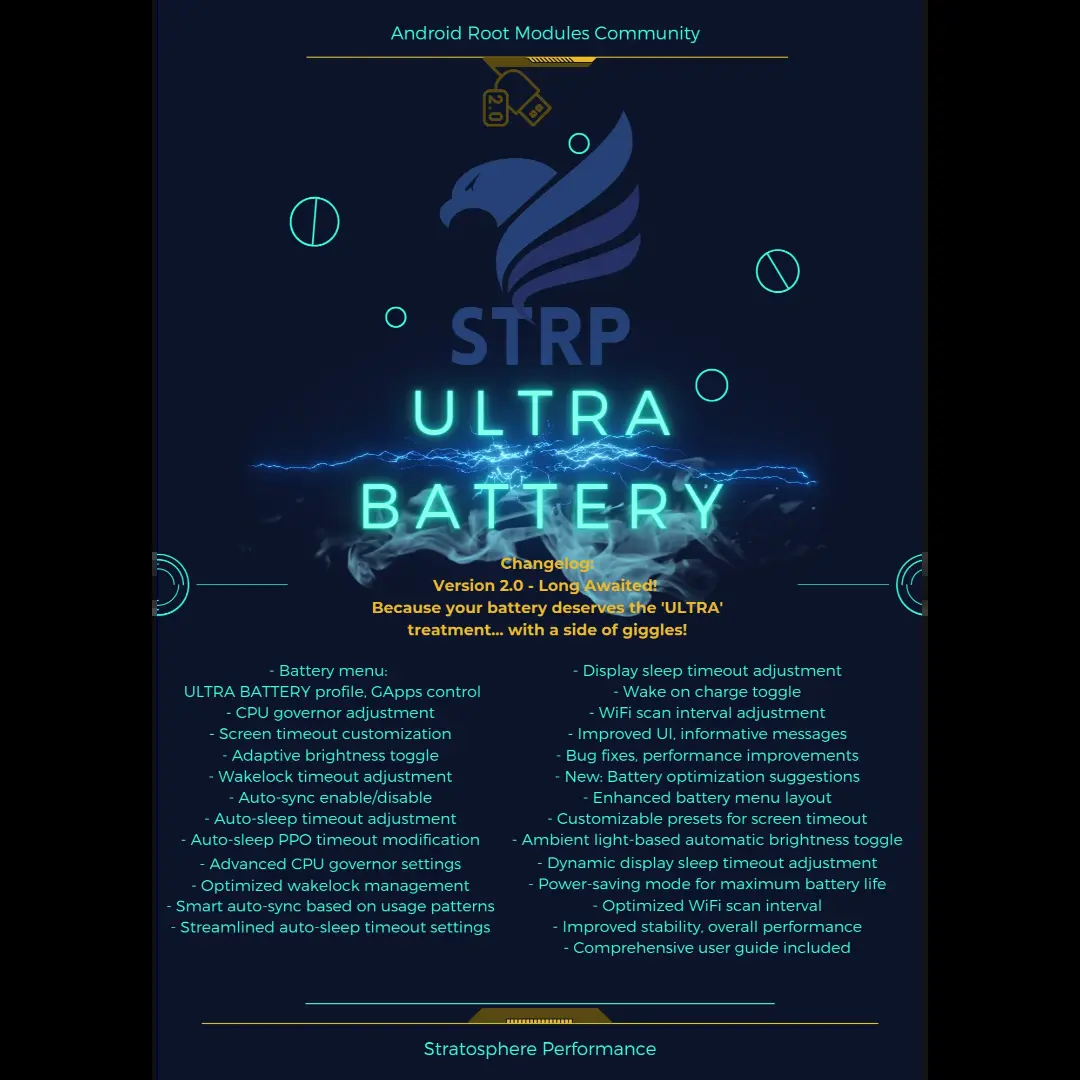 Android Root Modules Community
2.0
STRP
ULTRA
BATTERY
Changelog:
Version 2.0 - Long Awaited!
Because your battery deserves the 'ULTRA'
treatment... with a side of giggles!
- Battery menu:
ULTRA BATTERY profile, GApps control
- CPU governor adjustment
- Screen timeout customization
- Adaptive brightness toggle
- Wakelock timeout adjustment
- Auto-sync enable/disable
- Auto-sleep timeout adjustment
- Auto-sleep PPO timeout modification
- Advanced CPU governor settings
- Optimized wakelock management
- Smart auto-sync based on usage patterns
- Streamlined auto-sleep timeout settings
- Display sleep timeout adjustment
- Wake on charge toggle
- WiFi scan interval adjustment
- Improved UI, informative messages
- Bug fixes, performance improvements
- New: Battery optimization suggestions
- Enhanced battery menu layout
- Customizable presets for screen timeout
- Ambient light-based automatic brightness toggle
- Dynamic display sleep timeout adjustment
- Power-saving mode for maximum battery life
- Optimized WiFi scan interval
- Improved stability, overall performance
- Comprehensive user guide included
Stratosphere Performance